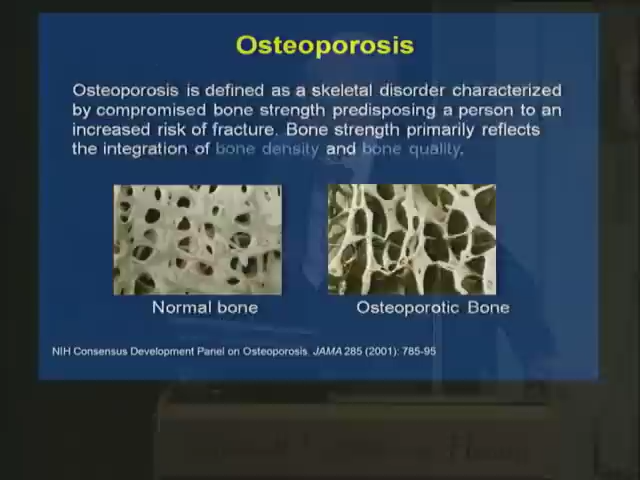 Osteoporosis
Osteoporosis is defined as a skeletal disorder characterized
by compromised bone strength predisposing a person to an
increased risk of fracture. Bone strength primarily reflects
the integration of bone density and bone quality.
Normal bone
Osteoporotic Bone
NIH Consensus Development Panel on Osteoporosis. JAMA 285 (2001): 785-95